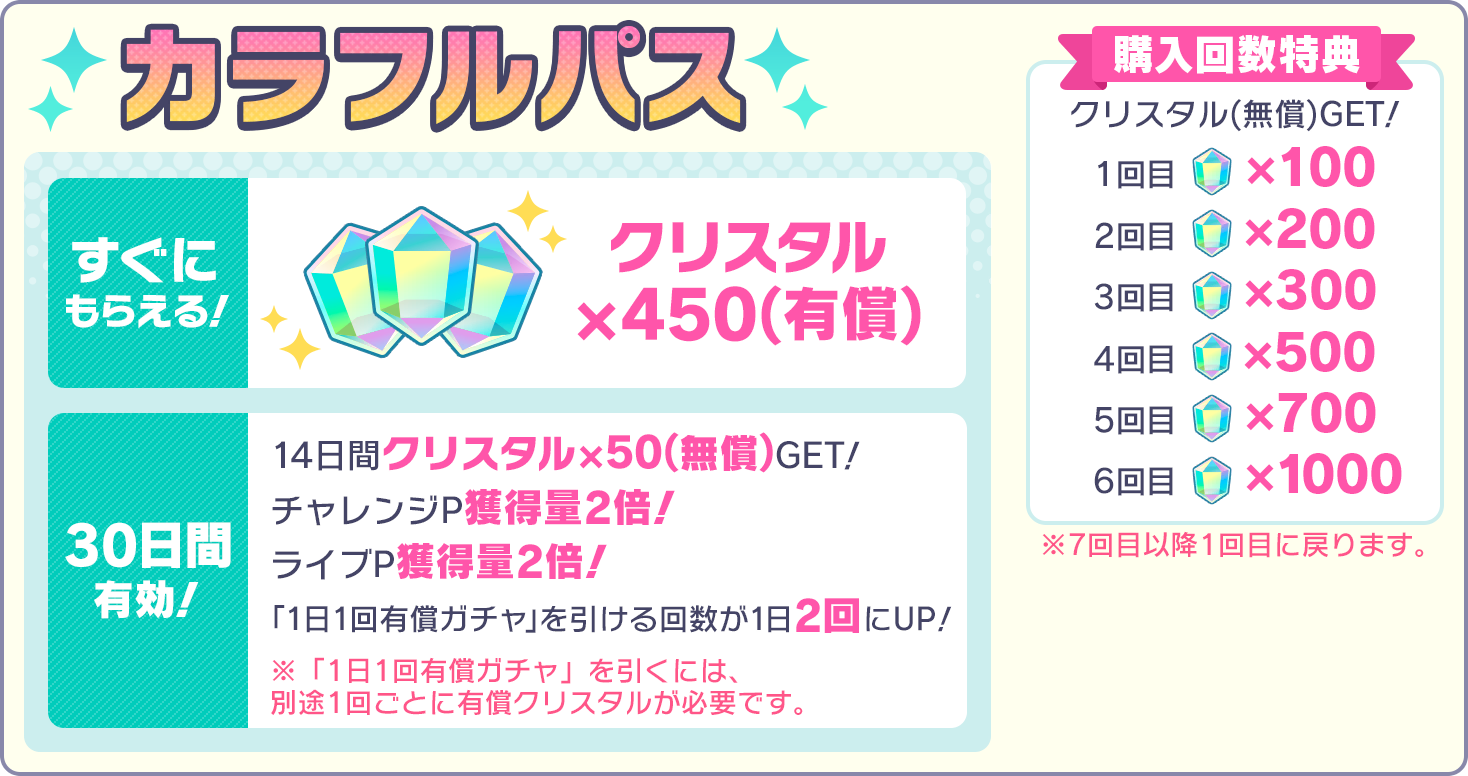 カラフルパス
すぐに
もらえる!
クリスタル
×450(有償)
30日間
有効!
14日間クリスタル×50(無償)GET!
チャレンジP獲得量2倍!
ライブP獲得量2倍!
「1日1回有償ガチャ」を引ける回数が1日2回にUP!
※「1日1回有償ガチャ」を引くには、
別途1回ごとに有償クリスタルが必要です。
購入回数特典
クリスタル(無償)GET!
1回目 ×100
2回目 ×200
3回目 ×300
4回目 ×500
5回目 ×700
6回目 ×1000
※7回目以降1回目に戻ります。